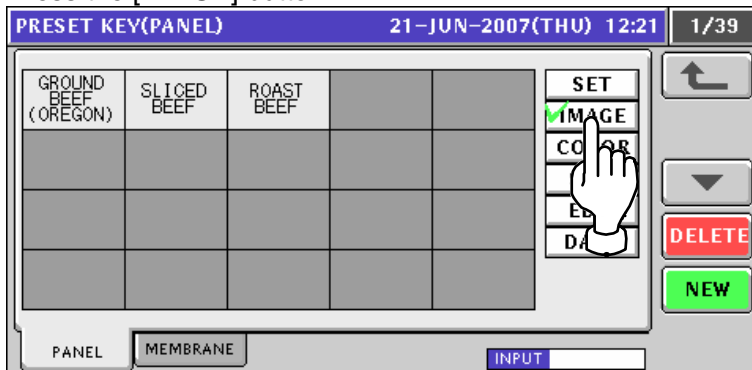 PRESET KEY(PANEL) 21-JUN-2007(THU) 12:21 1/39
GROUND BEEF (OREGON)
SLICED BEEF
ROAST BEEF
SET
IMAGE
DELETE
NEW
PANEL
MEMBRANE
INPUT